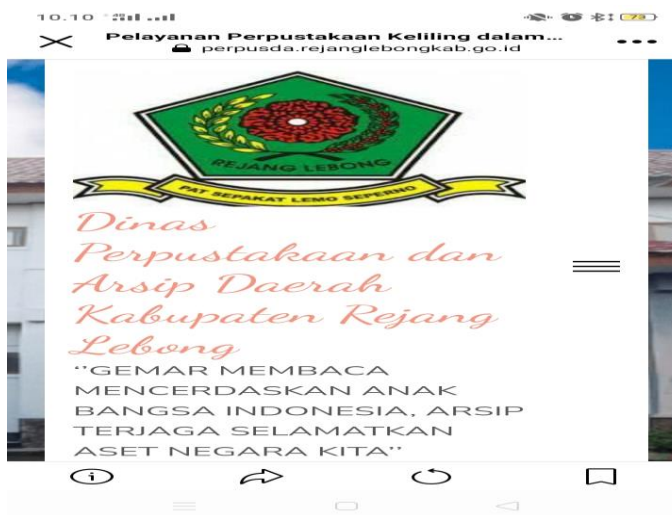 10.10
73
Pelayanan Perpustakaan Keliling dalam...
perpusda.rejanglebongkab.go.id
REJANG LEBONG
PAT SEPAKAT LEMO SEPERNO
Dinas
Perpustakaan dan
Arsip Daerah
Kabupaten Rejang
Lebong
‘’GEMAR MEMBACA
MENCERDASKAN ANAK
BANGSA INDONESIA, ARSIP
TERJAGA SELAMATKAN
ASET NEGARA KITA’’